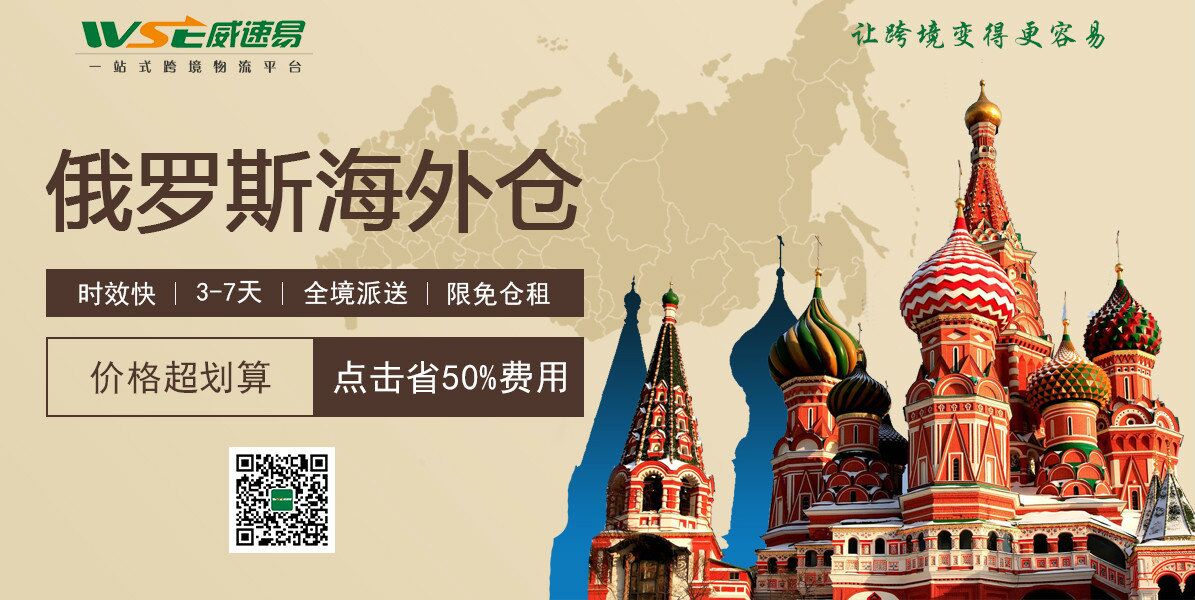 WSE威速易
一站式跨境物流平台
让跨境变得更容易
俄罗斯海外仓
时效快 | 3-7天 | 全境派送 | 限免仓租
价格超划算 点击省50%费用